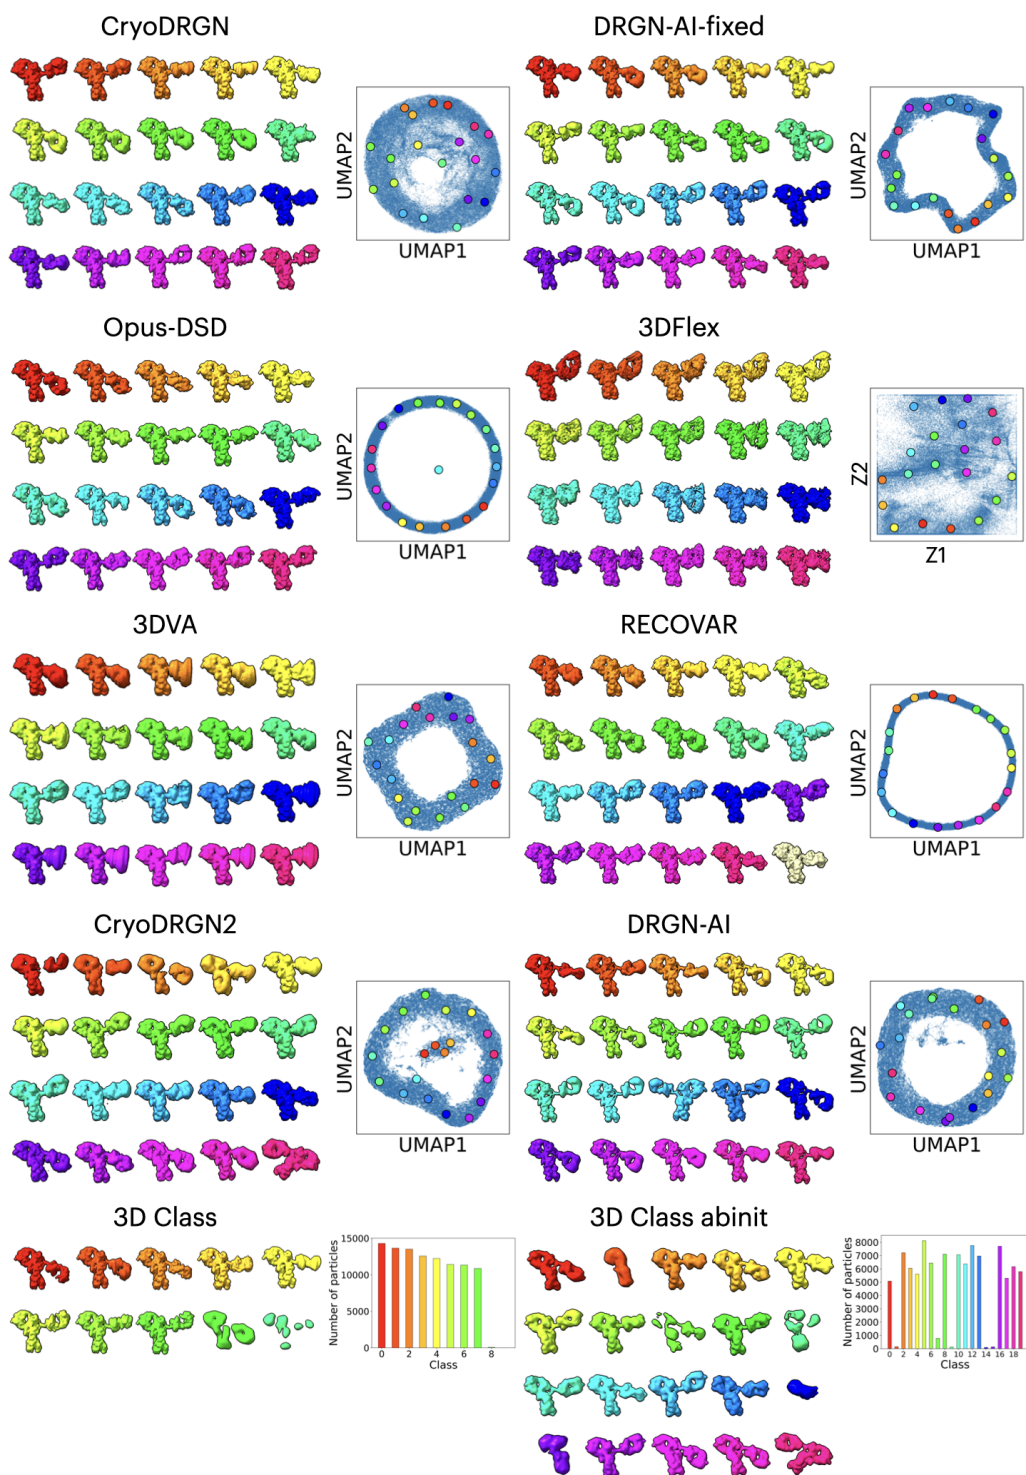 CryoDRGN
DRGN-AI-fixed
UMAP2
UMAP1
UMAP2
UMAP1
Opus-DSD
3DFlex
UMAP2
UMAP1
Z2
Z1
3DVA
RECOVAR
UMAP2
UMAP1
UMAP2
UMAP1
CryoDRGN2
DRGN-AI
UMAP2
UMAP1
UMAP2
UMAP1
3D Class
3D Class abinit
Number of particles
15000
10000
5000
0
0 2 4 6 8
Class
Number of particles
8000
7000
6000
5000
4000
3000
2000
1000
0
0 2 4 6 8 10 12 14 16 18
Class